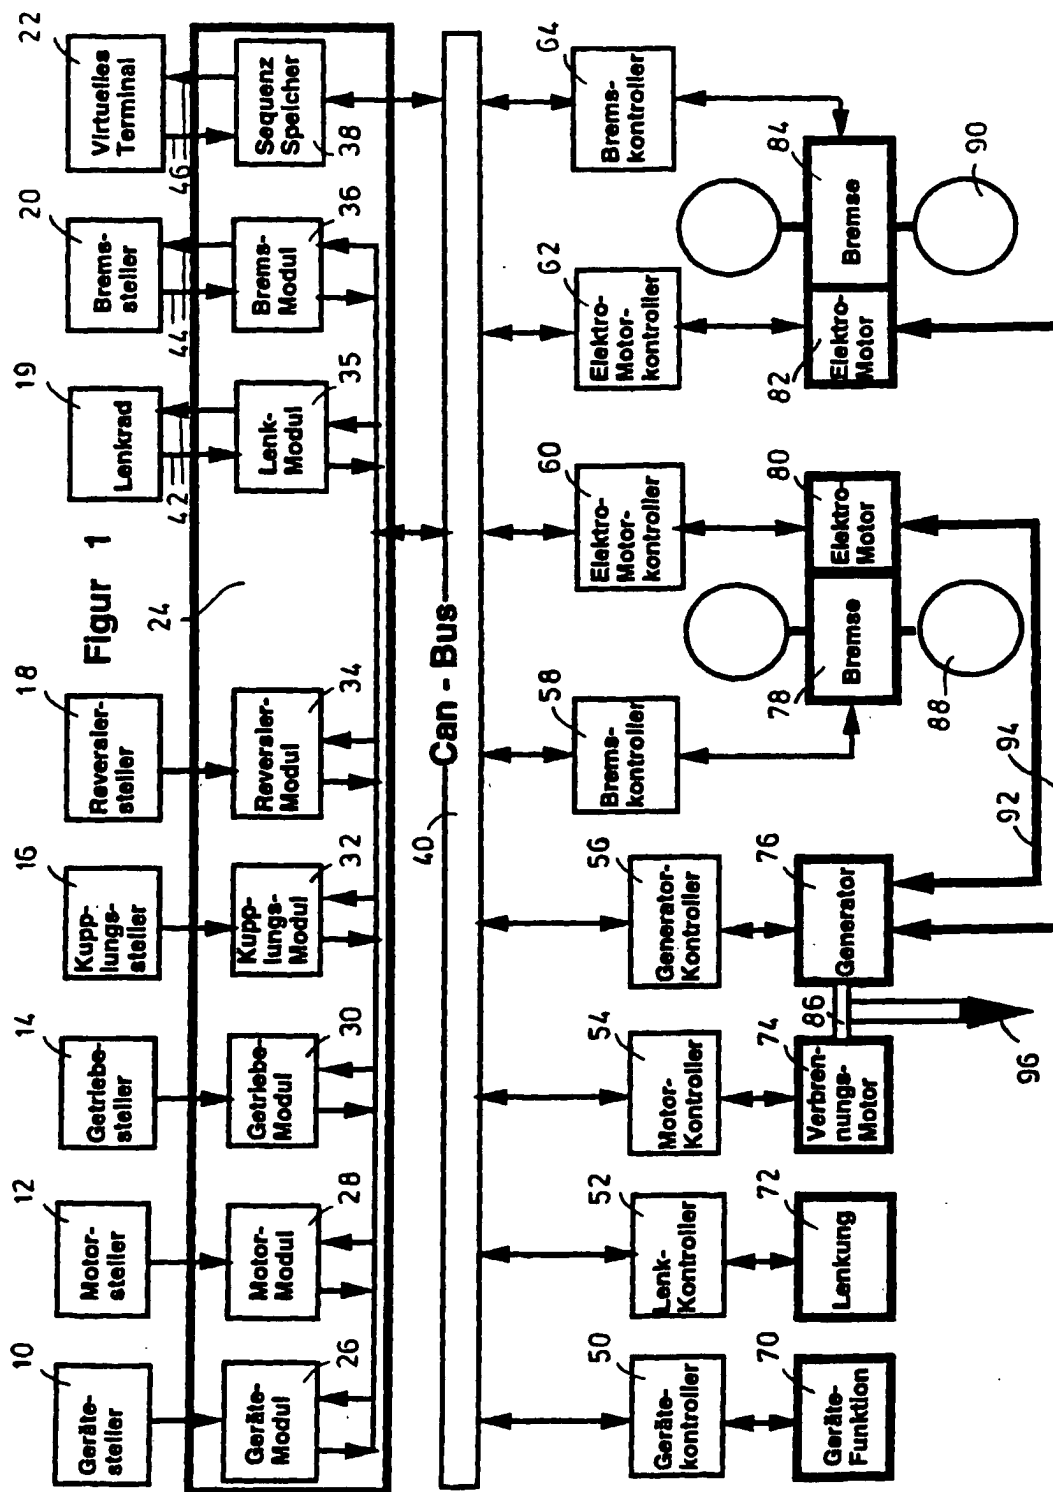 Figur 1
10
Geräte-
steller
12
Motor-
steller
14
Getriebe-
steller
16
Kupp-
lungs-
steller
18
Reversier-
steller
19
Lenkrad
20
Brems-
steller
22
Virtuelles
Terminal
24
42
44
46
Geräte-
Modul
26
Motor-
Modul
28
Getriebe-
Modul
30
Kupp-
lungs-
Modul
32
Reversier-
Modul
34
Lenk-
Modul
35
Brems-
Modul
36
Sequenz
Speicher
38
40
Can - Bus
50
Geräte-
kontroller
52
Lenk-
Kontroller
54
Motor-
Kontroller
56
Generator-
Kontroller
58
Brems-
kontroller
60
Elektro-
Motor-
kontroller
62
Elektro-
Motor-
kontroller
64
Brems-
kontroller
70
Geräte-
Funktion
72
Lenkung
74
Verbren-
nungs-
Motor
86
76
Generator
78
Bremse
80
Elektro-
Motor
82
Elektro-
Motor
84
Bremse
88
90
92
94
96